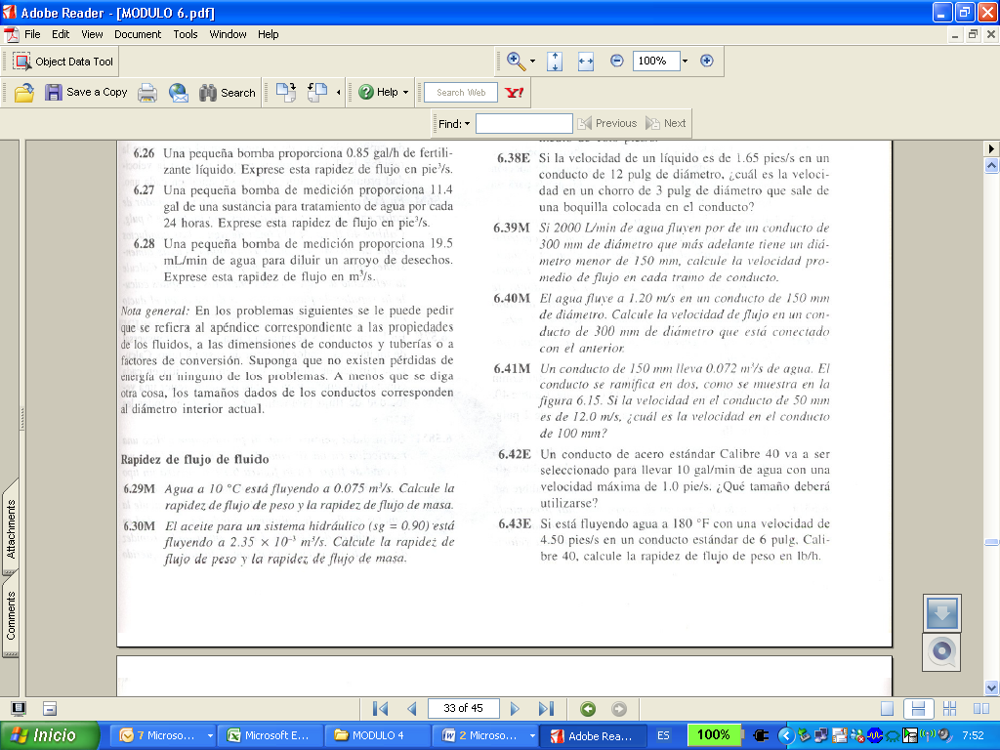 Adobe Reader - [MODULO 6.pdf]
File Edit View Document Tools Window Help
Object Data Tool
100%
Save a Copy
Search
Help
Search Web
Y!
Find:
Previous
Next
6.26 Una pequeña bomba proporciona 0.85 gal/h de fertili-
zante líquido. Exprese esta rapidez de flujo en pie³/s.
6.27 Una pequeña bomba de medición proporciona 11.4
gal de una sustancia para tratamiento de agua por cada
24 horas. Exprese esta rapidez de flujo en pie³/s.
6.28 Una pequeña bomba de medición proporciona 19.5
mL/min de agua para diluir un arroyo de desechos.
Exprese esta rapidez de flujo en m³/s.
Nota general: En los problemas siguientes se le puede pedir
que se refiera al apéndice correspondiente a las propiedades
de los fluidos, a las dimensiones de conductos y tuberías o a
factores de conversión. Suponga que no existen pérdidas de
energía en ninguno de los problemas. A menos que se diga
otra cosa, los tamaños dados de los conductos corresponden
al diámetro interior actual.
Rapidez de flujo de fluido
6.29M Agua a 10 °C está fluyendo a 0.075 m³/s. Calcule la
rapidez de flujo de peso y la rapidez de flujo de masa.
6.30M El aceite para un sistema hidráulico (sg = 0.90) está
fluyendo a 2.35 × 10⁻³ m³/s. Calcule la rapidez de
flujo de peso y la rapidez de flujo de masa.
6.38E Si la velocidad de un líquido es de 1.65 pies/s en un
conducto de 12 pulg de diámetro, ¿cuál es la veloci-
dad en un chorro de 3 pulg de diámetro que sale de
una boquilla colocada en el conducto?
6.39M Si 2000 L/min de agua fluyen por de un conducto de
300 mm de diámetro que más adelante tiene un diá-
metro menor de 150 mm, calcule la velocidad pro-
medio de flujo en cada tramo de conducto.
6.40M El agua fluye a 1.20 m/s en un conducto de 150 mm
de diámetro. Calcule la velocidad de flujo en un con-
ducto de 300 mm de diámetro que está conectado
con el anterior.
6.41M Un conducto de 150 mm lleva 0.072 m³/s de agua. El
conducto se ramifica en dos, como se muestra en la
figura 6.15. Si la velocidad en el conducto de 50 mm
es de 12.0 m/s, ¿cuál es la velocidad en el conducto
de 100 mm?
6.42E Un conducto de acero estándar Calibre 40 va a ser
seleccionado para llevar 10 gal/min de agua con una
velocidad máxima de 1.0 pie/s. ¿Qué tamaño deberá
utilizarse?
6.43E Si está fluyendo agua a 180 °F con una velocidad de
4.50 pies/s en un conducto estándar de 6 pulg, Cali-
bre 40, calcule la rapidez de flujo de peso en lb/h.
Attachments
Comments
33 of 45
Inicio
7 Microso...
Microsoft E...
MODULO 4
2 Microso...
Adobe Rea...
ES
100%
7:52